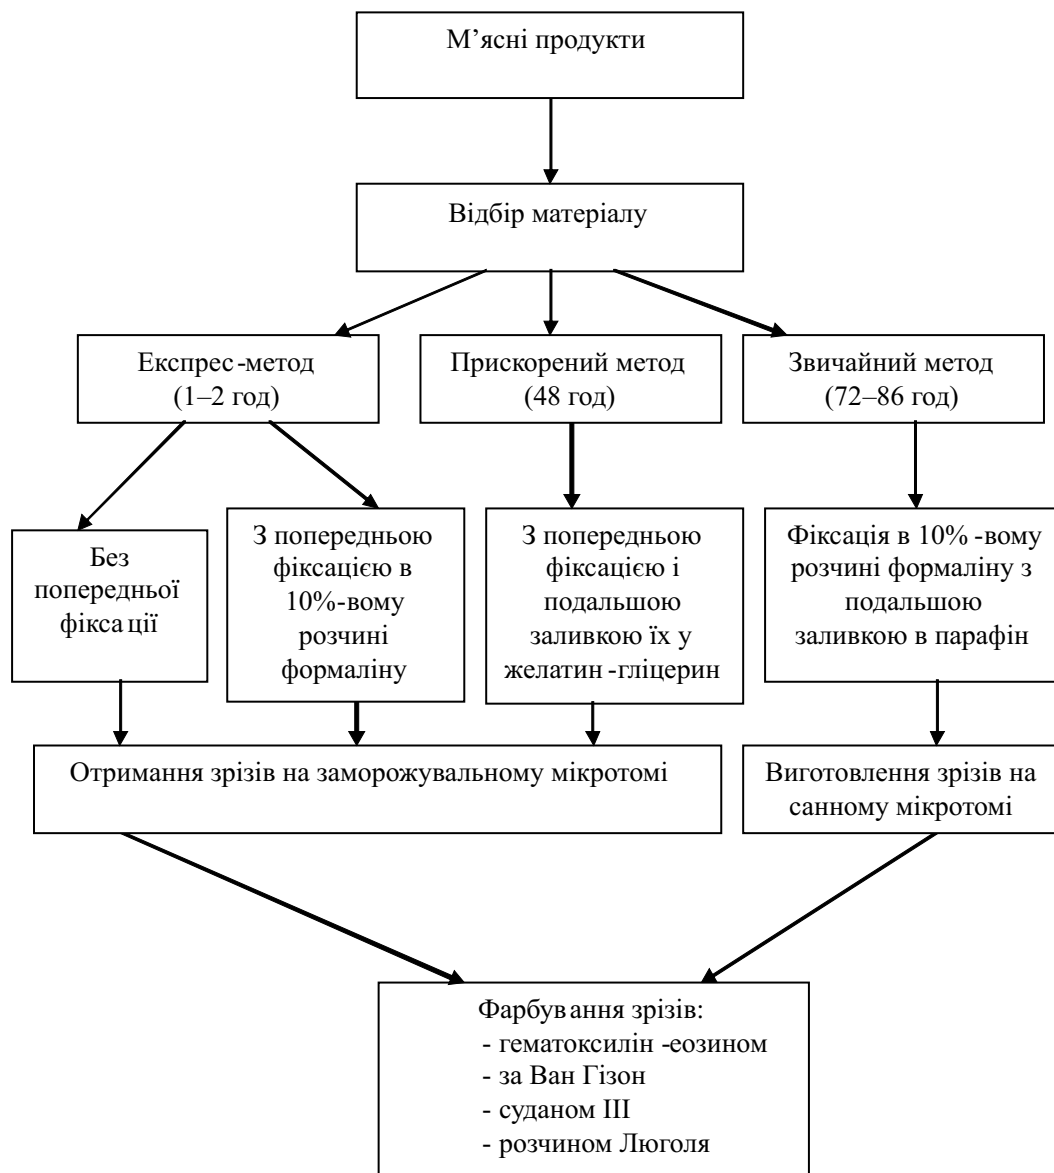 М’ясні продукти
Відбір матеріалу
Експрес-метод
(1–2 год)
Прискорений метод
(48 год)
Звичайний метод
(72–86 год)
Без
попередньої
фіксації
З попередньою
фіксацією в
10%-вому
розчині
формаліну
З попередньою
фіксацією і
подальшою
заливкою їх у
желатин-гліцерин
Фіксація в 10%-вому
розчині формаліну з
подальшою
заливкою в парафін
Отримання зрізів на заморожувальному мікротомі
Виготовлення зрізів на
санному мікротомі
Фарбування зрізів:
- гематоксилін-еозином
- за Ван Гізон
- суданом III
- розчином Люголя